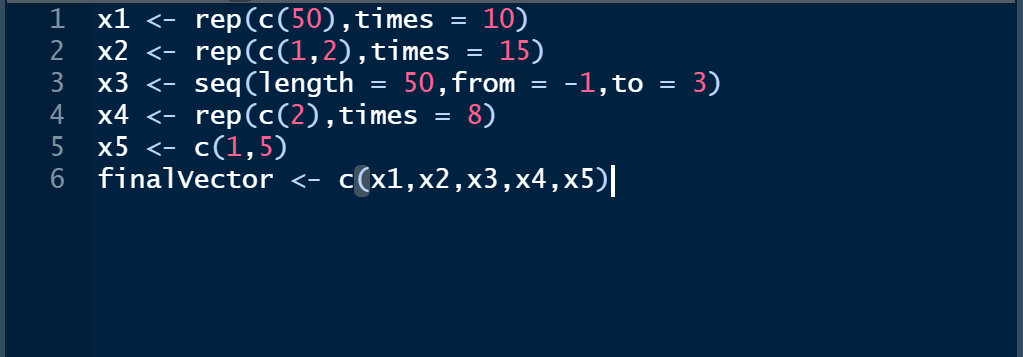 1 x1 <- rep(c(50),times = 10)
2 x2 <- rep(c(1,2),times = 15)
3 x3 <- seq(length = 50,from = -1,to = 3)
4 x4 <- rep(c(2),times = 8)
5 x5 <- c(1,5)
6 finalVector <- c(x1,x2,x3,x4,x5)